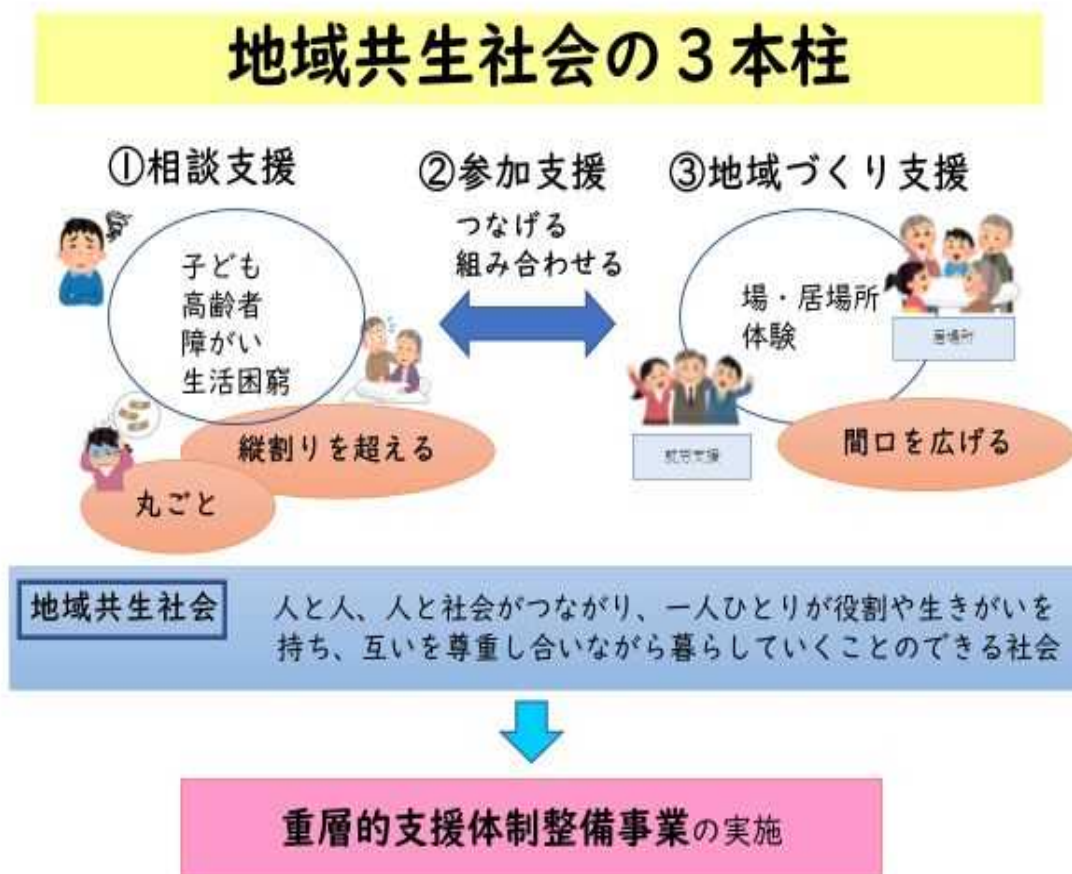 地域共生社会の3本柱
①相談支援
子ども
高齢者
障がい
生活困窮
縦割りを超える
丸ごと
②参加支援
つなげる
組み合わせる
③地域づくり支援
場・居場所
体験
居場所
就労支援
間口を広げる
地域共生社会
人と人、人と社会がつながり、一人ひとりが役割や生きがいを
持ち、互いを尊重し合いながら暮らしていくことのできる社会
重層的支援体制整備事業の実施